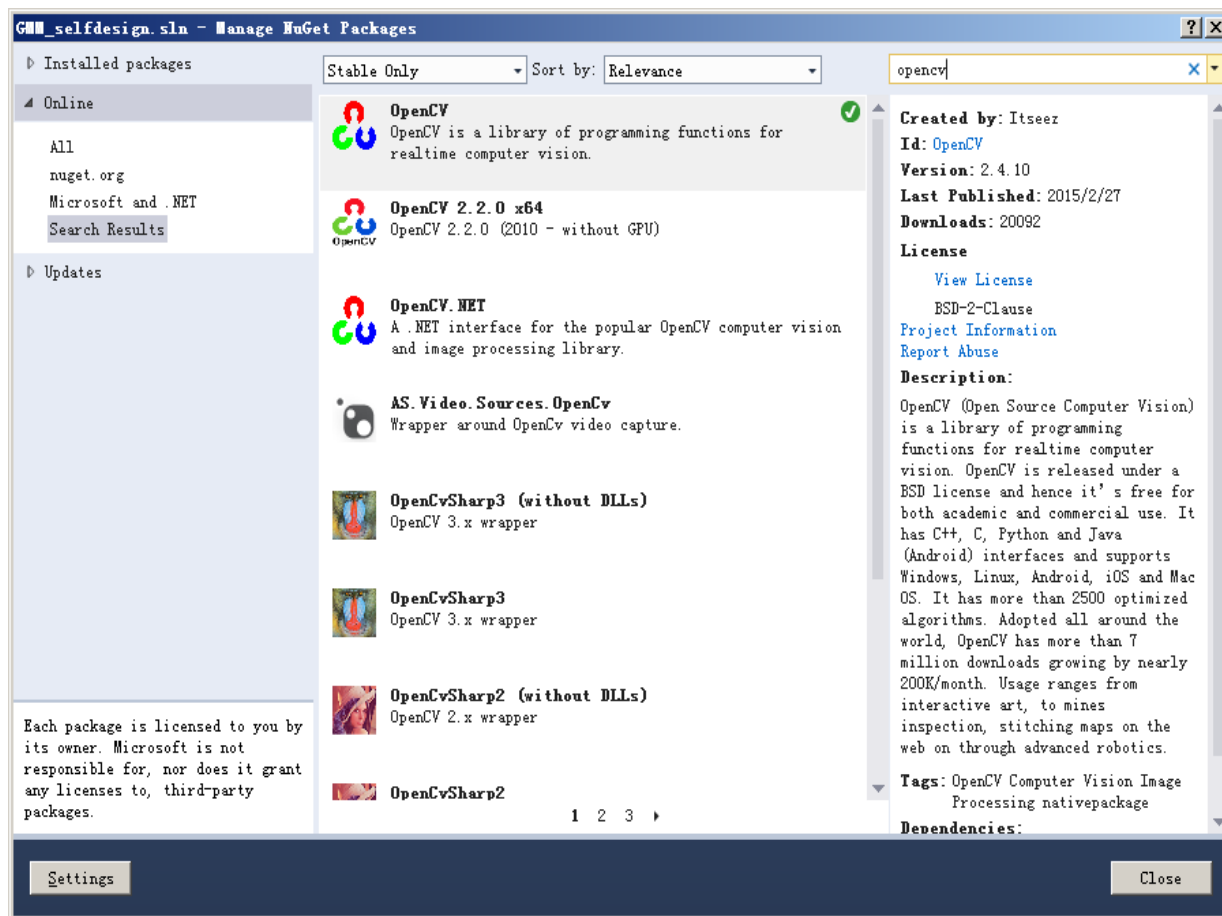 GMM_selfdesign.sln - Manage NuGet Packages
Installed packages
Online
All
nuget.org
Microsoft and .NET
Search Results
Updates
Each package is licensed to you by
its owner. Microsoft is not
responsible for, nor does it grant
any licenses to, third-party
packages.
Stable Only
Sort by: Relevance
OpenCV
OpenCV is a library of programming functions for
realtime computer vision.
OpenCV 2.2.0 x64
OpenCV 2.2.0 (2010 - without GPU)
OpenCV
OpenCV.NET
A .NET interface for the popular OpenCV computer vision
and image processing library.
AS.Video.Sources.OpenCv
Wrapper around OpenCv video capture.
OpenCvSharp3 (without DLLs)
OpenCV 3.x wrapper
OpenCvSharp3
OpenCV 3.x wrapper
OpenCvSharp2 (without DLLs)
OpenCV 2.x wrapper
OpenCvSharp2
1 2 3
opencv
Created by: Itseez
Id: OpenCV
Version: 2.4.10
Last Published: 2015/2/27
Downloads: 20092
License
View License
BSD-2-Clause
Project Information
Report Abuse
Description:
OpenCV (Open Source Computer Vision)
is a library of programming
functions for realtime computer
vision. OpenCV is released under a
BSD license and hence it's free for
both academic and commercial use. It
has C++, C, Python and Java
(Android) interfaces and supports
Windows, Linux, Android, iOS and Mac
OS. It has more than 2500 optimized
algorithms. Adopted all around the
world, OpenCV has more than 7
million downloads growing by nearly
200K/month. Usage ranges from
interactive art, to mines
inspection, stitching maps on the
web on through advanced robotics.
Tags: OpenCV Computer Vision Image
Processing nativepackage
Dependencies:
Settings
Close